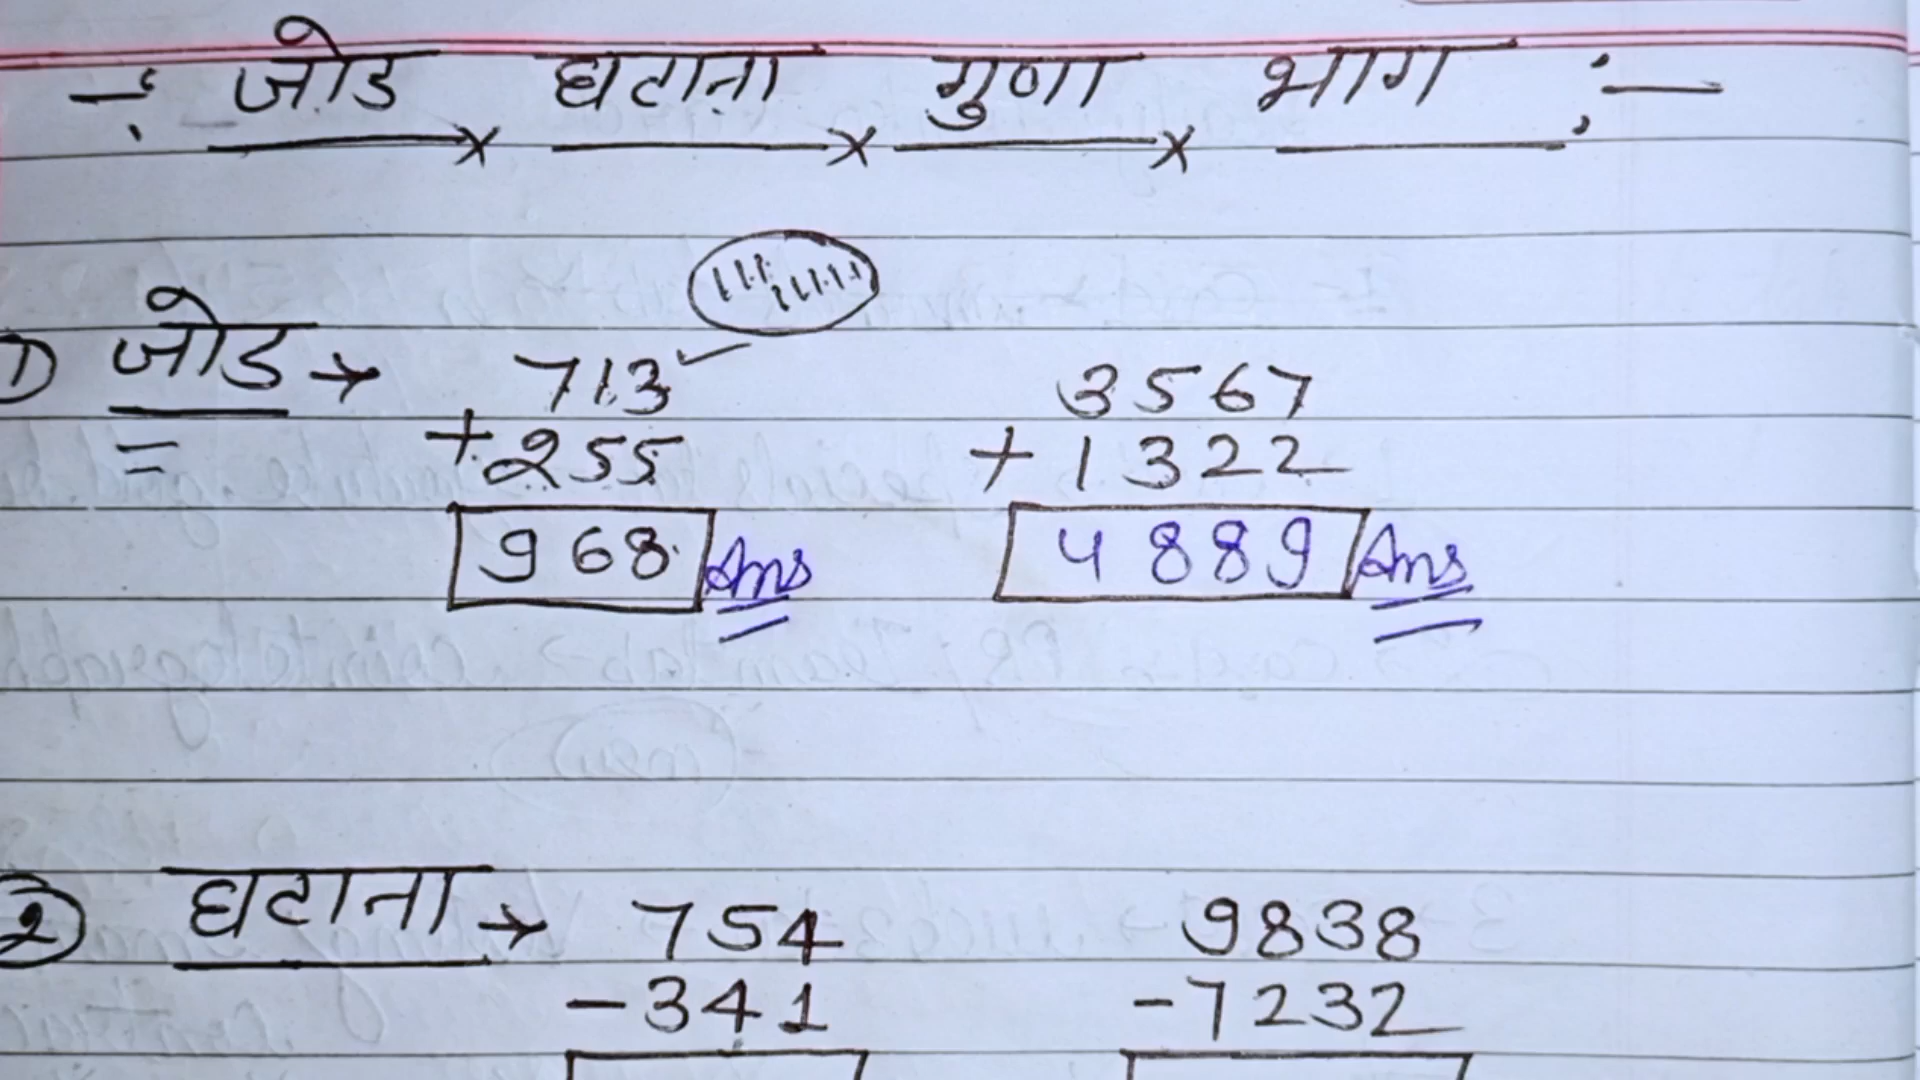 -: जोड × घटाना × गुणा × भाग :-
1) जोड → 713 3567
= +255 +1322
968 Ans 4889 Ans
2) घटाना → 754 9838
-341 -7232